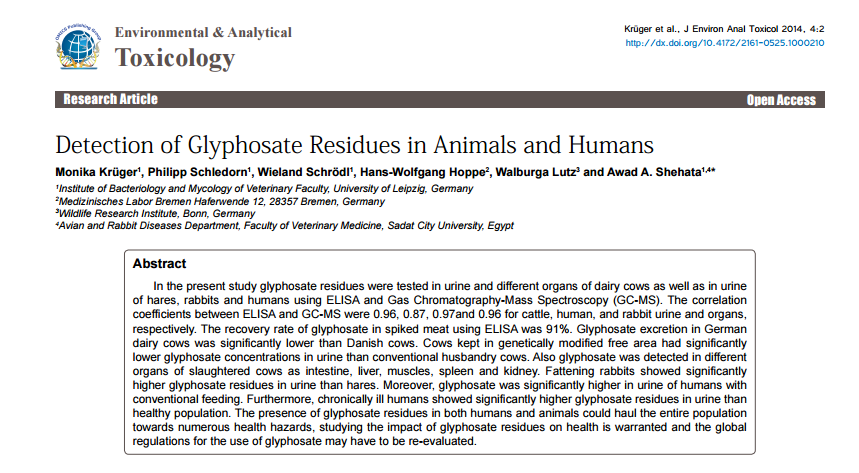 OMICS Publishing Group
Environmental & Analytical
Toxicology
Krüger et al., J Environ Anal Toxicol 2014, 4:2
http://dx.doi.org/10.4172/2161-0525.1000210
Research Article
Open Access
Detection of Glyphosate Residues in Animals and Humans
Monika Krüger¹, Philipp Schledorn¹, Wieland Schrödl¹, Hans-Wolfgang Hoppe², Walburga Lutz³ and Awad A. Shehata¹,⁴*
¹Institute of Bacteriology and Mycology of Veterinary Faculty, University of Leipzig, Germany
²Medizinisches Labor Bremen Haferwende 12, 28357 Bremen, Germany
³Wildlife Research Institute, Bonn, Germany
⁴Avian and Rabbit Diseases Department, Faculty of Veterinary Medicine, Sadat City University, Egypt
Abstract
In the present study glyphosate residues were tested in urine and different organs of dairy cows as well as in urine
of hares, rabbits and humans using ELISA and Gas Chromatography-Mass Spectroscopy (GC-MS). The correlation
coefficients between ELISA and GC-MS were 0.96, 0.87, 0.97and 0.96 for cattle, human, and rabbit urine and organs,
respectively. The recovery rate of glyphosate in spiked meat using ELISA was 91%. Glyphosate excretion in German
dairy cows was significantly lower than Danish cows. Cows kept in genetically modified free area had significantly
lower glyphosate concentrations in urine than conventional husbandry cows. Also glyphosate was detected in different
organs of slaughtered cows as intestine, liver, muscles, spleen and kidney. Fattening rabbits showed significantly
higher glyphosate residues in urine than hares. Moreover, glyphosate was significantly higher in urine of humans with
conventional feeding. Furthermore, chronically ill humans showed significantly higher glyphosate residues in urine than
healthy population. The presence of glyphosate residues in both humans and animals could haul the entire population
towards numerous health hazards, studying the impact of glyphosate residues on health is warranted and the global
regulations for the use of glyphosate may have to be re-evaluated.